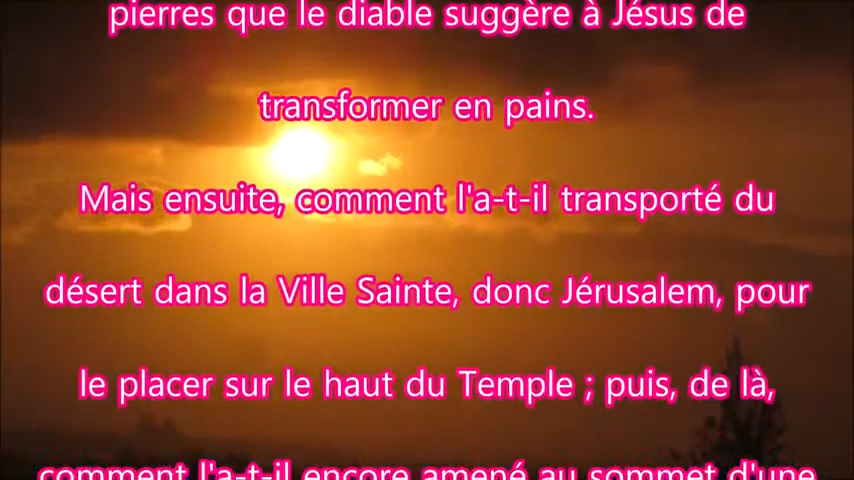 pierres que le diable suggère à Jésus de
transformer en pains.
Mais ensuite, comment l'a-t-il transporté du
désert dans la Ville Sainte, donc Jérusalem, pour
le placer sur le haut du Temple ; puis, de là,
comment l'a-t-il encore amené au sommet d'une